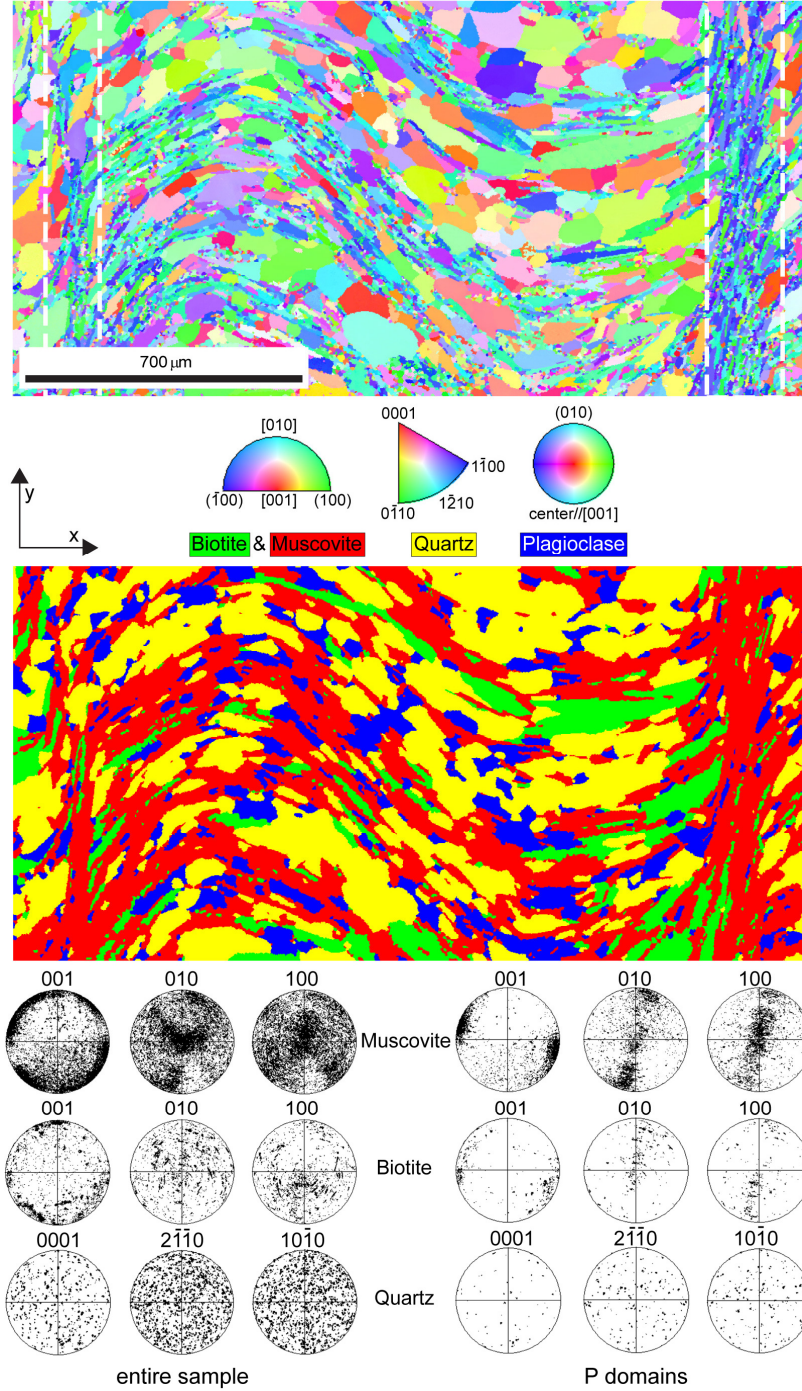 700 μm
[010]
(1̄00) [001] (100)
0001
11̄00
12̄10
01̄10
(010)
center//[001]
y
x
Biotite & Muscovite Quartz Plagioclase
001 010 100 001 010 100
Muscovite
001 010 100 001 010 100
Biotite
0001 21̄1̄0 101̄0 0001 21̄1̄0 101̄0
Quartz
entire sample P domains